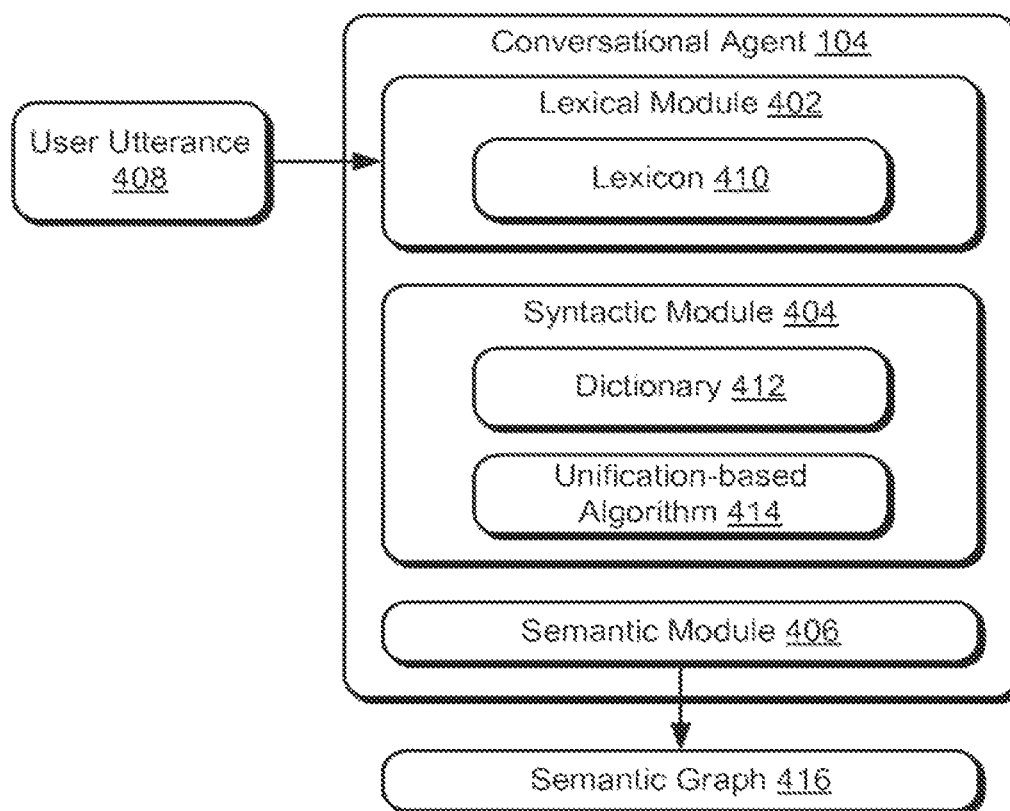 Conversational Agent 104
Lexical Module 402
User Utterance
408
Lexicon 410
Syntactic Module 404
Dictionary 412
Unification-based
Algorithm 414
Semantic Module 406
Semantic Graph 416